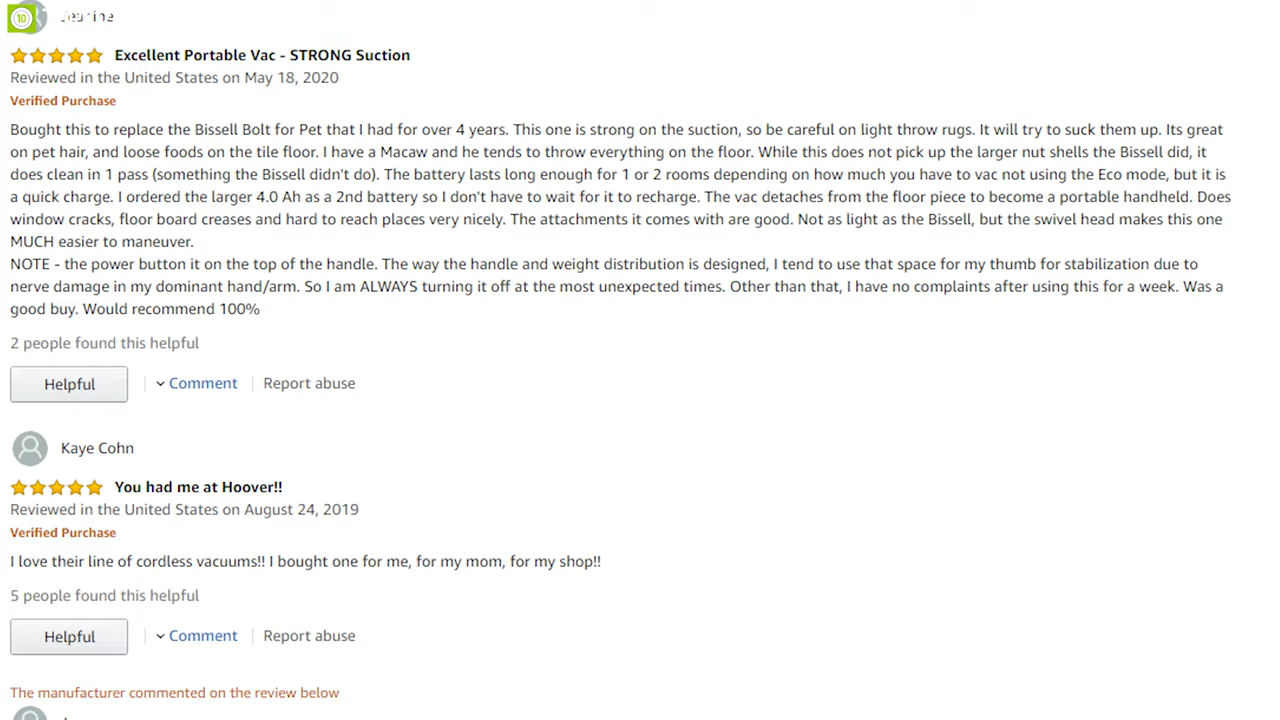 10
Excellent Portable Vac - STRONG Suction
Reviewed in the United States on May 18, 2020
Verified Purchase
Bought this to replace the Bissell Bolt for Pet that I had for over 4 years. This one is strong on the suction, so be careful on light throw rugs. It will try to suck them up. Its great
on pet hair, and loose foods on the tile floor. I have a Macaw and he tends to throw everything on the floor. While this does not pick up the larger nut shells the Bissell did, it
does clean in 1 pass (something the Bissell didn't do). The battery lasts long enough for 1 or 2 rooms depending on how much you have to vac not using the Eco mode, but it is
a quick charge. I ordered the larger 4.0 Ah as a 2nd battery so I don't have to wait for it to recharge. The vac detaches from the floor piece to become a portable handheld. Does
window cracks, floor board creases and hard to reach places very nicely. The attachments it comes with are good. Not as light as the Bissell, but the swivel head makes this one
MUCH easier to maneuver.
NOTE - the power button it on the top of the handle. The way the handle and weight distribution is designed, I tend to use that space for my thumb for stabilization due to
nerve damage in my dominant hand/arm. So I am ALWAYS turning it off at the most unexpected times. Other than that, I have no complaints after using this for a week. Was a
good buy. Would recommend 100%
2 people found this helpful
Helpful
Comment
Report abuse
Kaye Cohn
You had me at Hoover!!
Reviewed in the United States on August 24, 2019
Verified Purchase
I love their line of cordless vacuums!! I bought one for me, for my mom, for my shop!!
5 people found this helpful
Helpful
Comment
Report abuse
The manufacturer commented on the review below